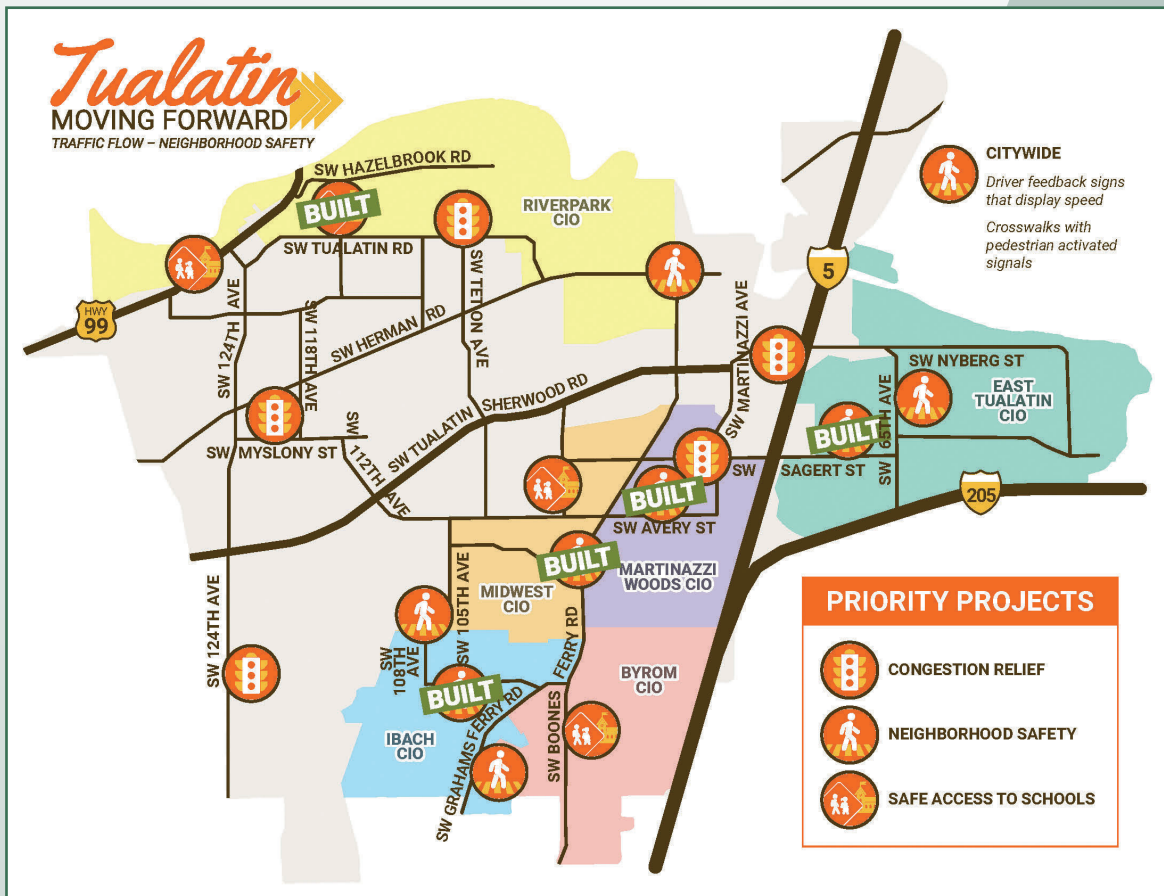 Tualatin
MOVING FORWARD
TRAFFIC FLOW – NEIGHBORHOOD SAFETY
SW HAZELBROOK RD
BUILT
RIVERPARK
CIO
CITYWIDE
Driver feedback signs
that display speed
Crosswalks with
pedestrian activated
signals
SW TUALATIN RD
5
HWY
99
SW 124TH AVE
SW 118TH AVE
SW HERMAN RD
SW TETON AVE
SW MARTINAZZI AVE
SW NYBERG ST
EAST
TUALATIN
CIO
SW 65TH AVE
BUILT
SW TUALATIN SHERWOOD RD
SW MYSLONY ST
SW
112TH AVE
SW SAGERT ST
205
BUILT
SW AVERY ST
BUILT
MARTINAZZI
WOODS CIO
MIDWEST
CIO
SW 105TH AVE
SW 124TH AVE
SW
108TH AVE
BUILT
IBACH
CIO
SW GRAHAMS FERRY RD
SW BOONES FERRY RD
BYROM
CIO
PRIORITY PROJECTS
CONGESTION RELIEF
NEIGHBORHOOD SAFETY
SAFE ACCESS TO SCHOOLS